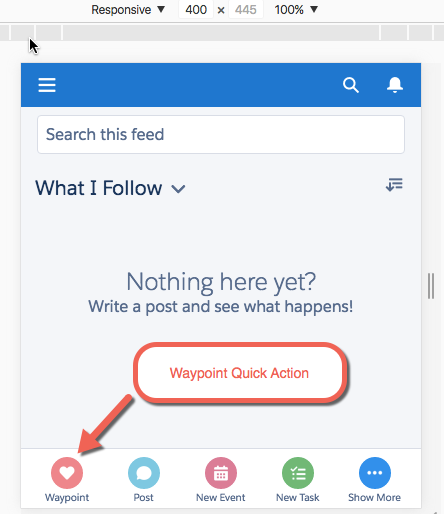 Responsive ▼ 400 × 445 100% ▼
Search this feed
What I Follow
Nothing here yet?
Write a post and see what happens!
Waypoint Quick Action
Waypoint Post New Event New Task Show More